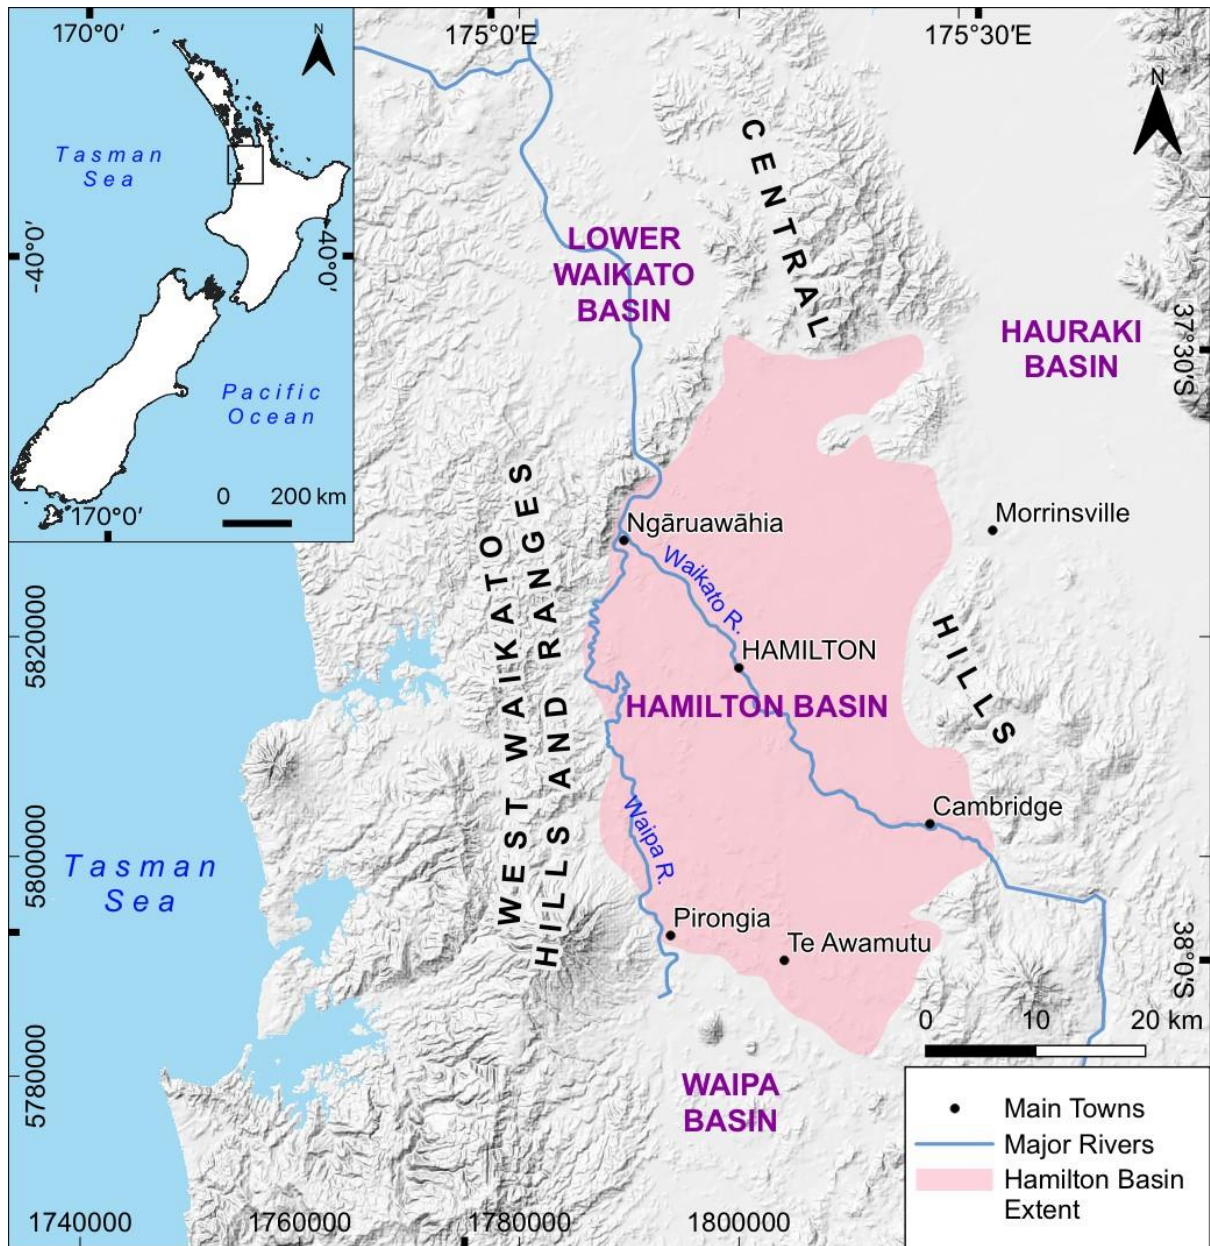 170°0'
N
Tasman
Sea
-40°0'
-40°0'
Pacific
Ocean
0 200 km
170°0'
175°0'E
175°30'E
N
CENTRAL
LOWER
WAIKATO
BASIN
HAURAKI
BASIN
37°30'S
WEST WAIKATO
HILLS AND RANGES
Ngāruawāhia
Morrinsville
Waikato R.
HAMILTON
HILLS
HAMILTON BASIN
5820000
Waipa R.
Cambridge
5800000
Tasman
Sea
Pirongia
Te Awamutu
38°0'S
0 10 20 km
5780000
WAIPA
BASIN
Main Towns
Major Rivers
Hamilton Basin
Extent
1740000
1760000
1780000
1800000